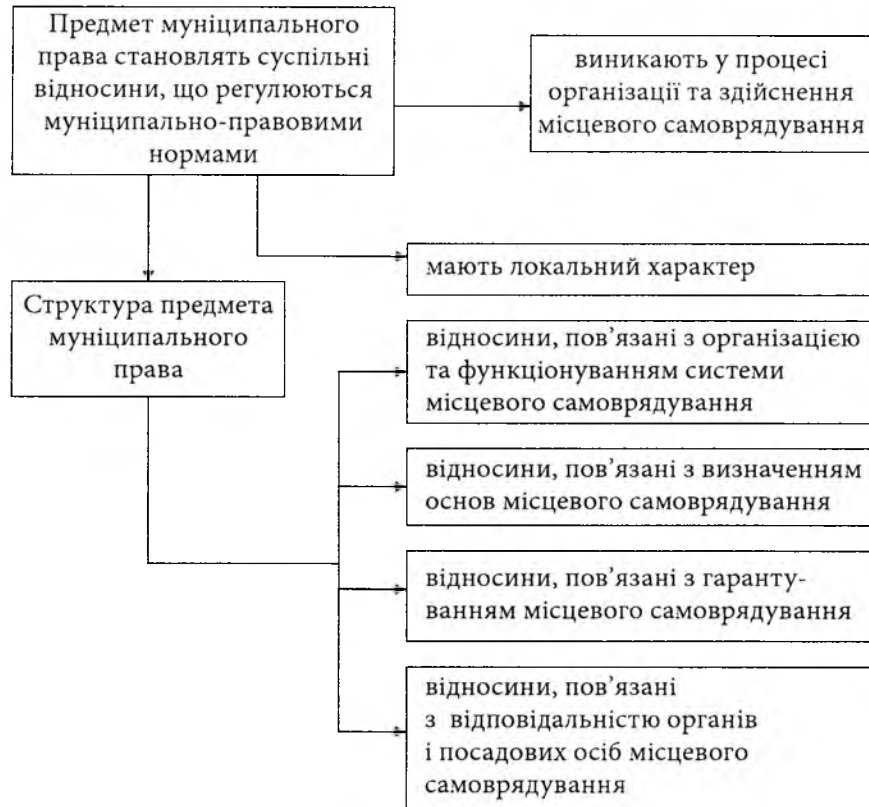 Предмет муніципального
права становлять суспільні
відносини, що регулюються
муніципально-правовими
нормами
виникають у процесі
організації та здійснення
місцевого самоврядування
мають локальний характер
Структура предмета
муніципального
права
відносини, пов’язані з організацією
та функціонуванням системи
місцевого самоврядування
відносини, пов’язані з визначенням
основ місцевого самоврядування
відносини, пов’язані з гаранту-
ванням місцевого самоврядування
відносини, пов’язані
з відповідальністю органів
і посадових осіб місцевого
самоврядування